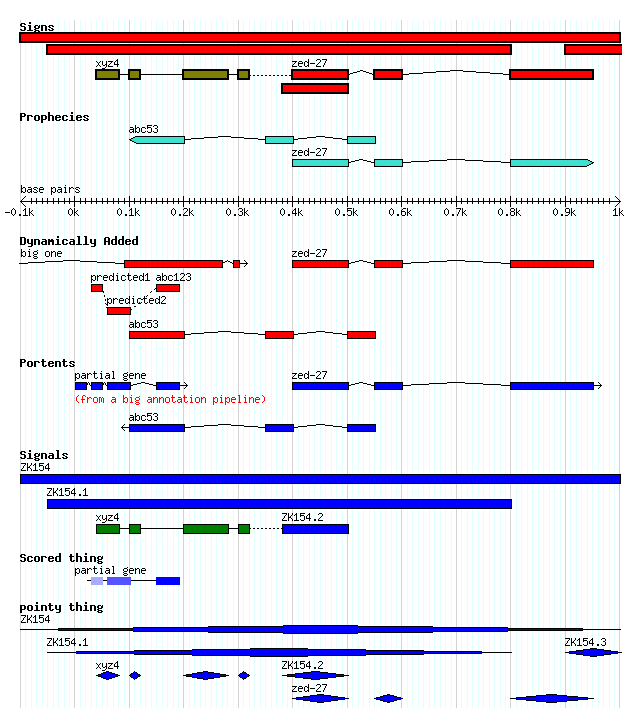 Signs
xyz4 zed-27
Prophecies
abc53
zed-27
base pairs
-0.1k 0k 0.1k 0.2k 0.3k 0.4k 0.5k 0.6k 0.7k 0.8k 0.9k 1k
Dynamically Added
big one zed-27
predicted1 abc123
predicted2
abc53
Portents
partial gene zed-27
(from a big annotation pipeline)
abc53
Signals
ZK154
ZK154.1
xyz4 ZK154.2
Scored thing
partial gene
pointy thing
ZK154
ZK154.1 ZK154.3
xyz4 ZK154.2
zed-27